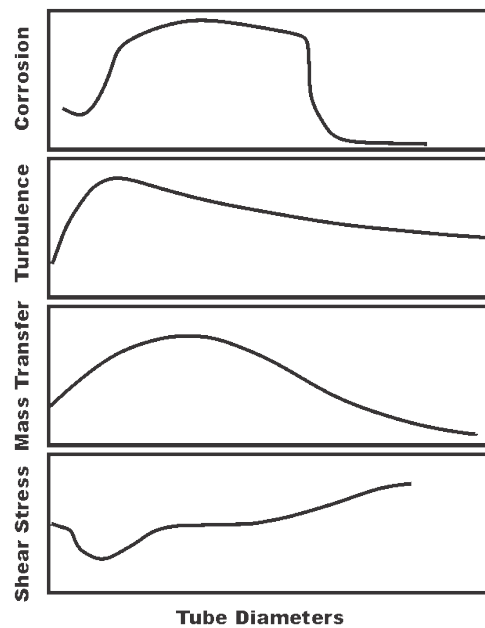 Corrosion
Turbulence
Mass Transfer
Shear Stress
Tube Diameters